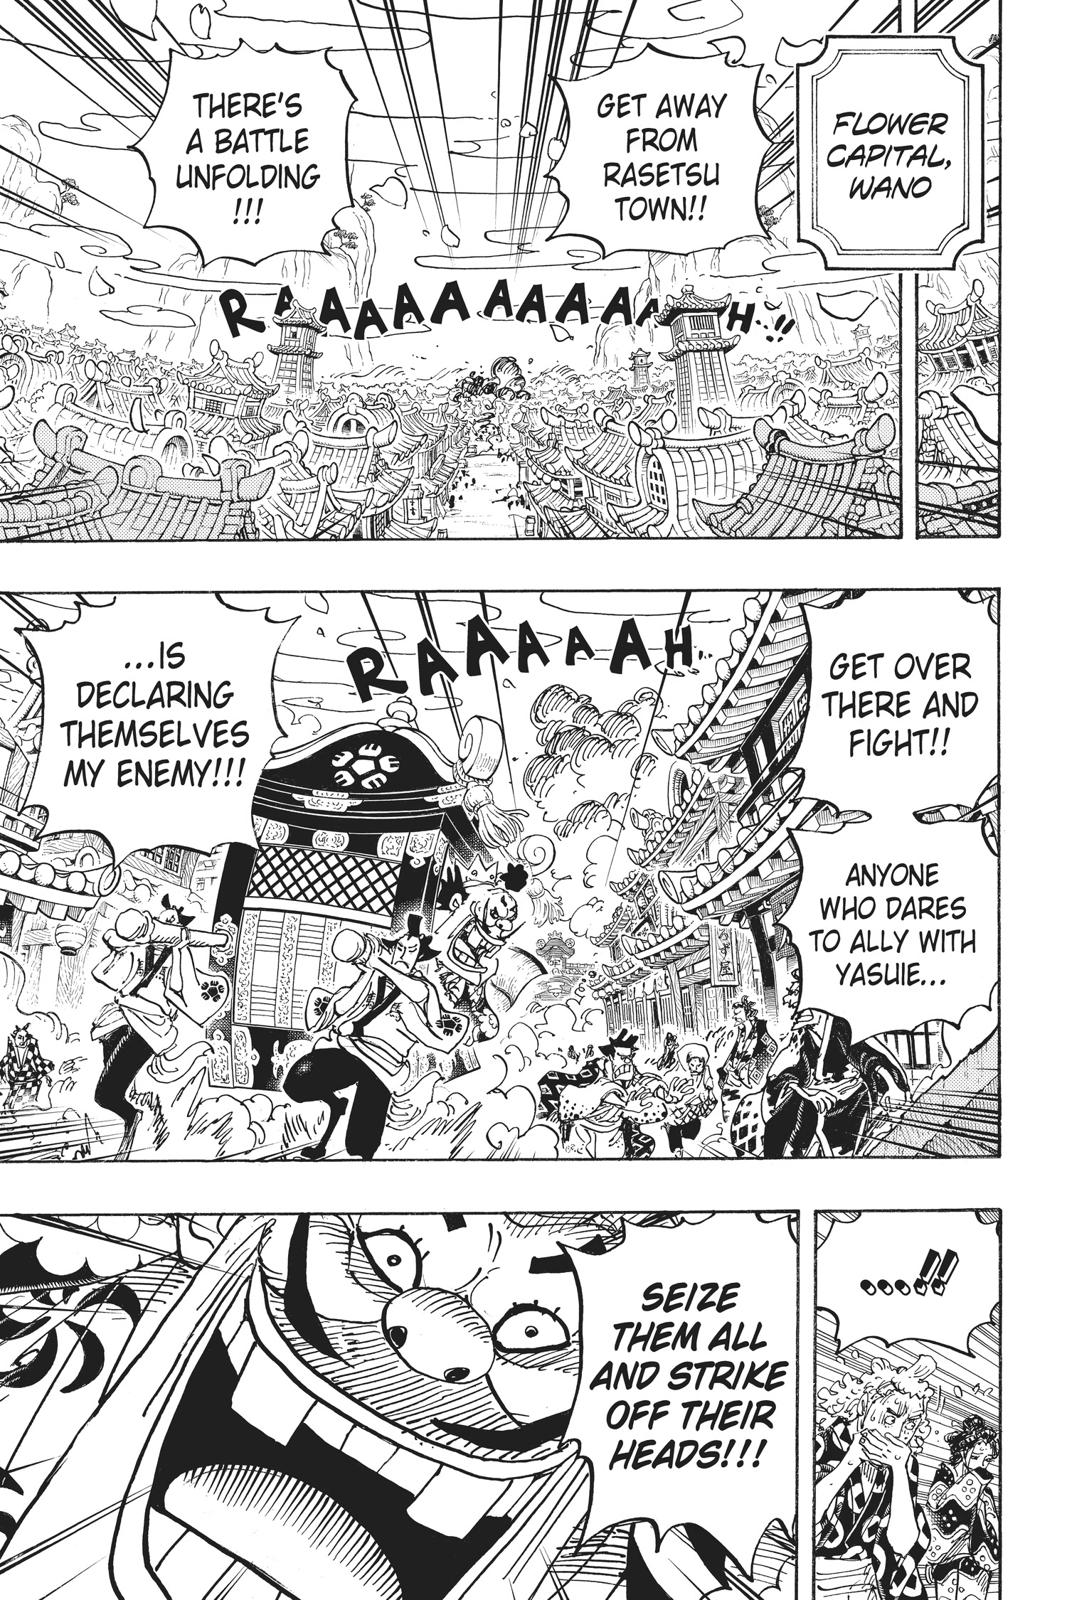 FLOWER
CAPITAL,
WANO
GET AWAY
FROM
RASETSU
TOWN!!
THERE'S
A BATTLE
UNFOLDING
!!!
RAAAAAAAAAAAH...!!
GET OVER
THERE AND
FIGHT!!
ANYONE
WHO DARES
TO ALLY WITH
YASUIE...
RAAAAAH...
...IS
DECLARING
THEMSELVES
MY ENEMY!!!
....!!
SEIZE
THEM ALL
AND STRIKE
OFF THEIR
HEADS!!!